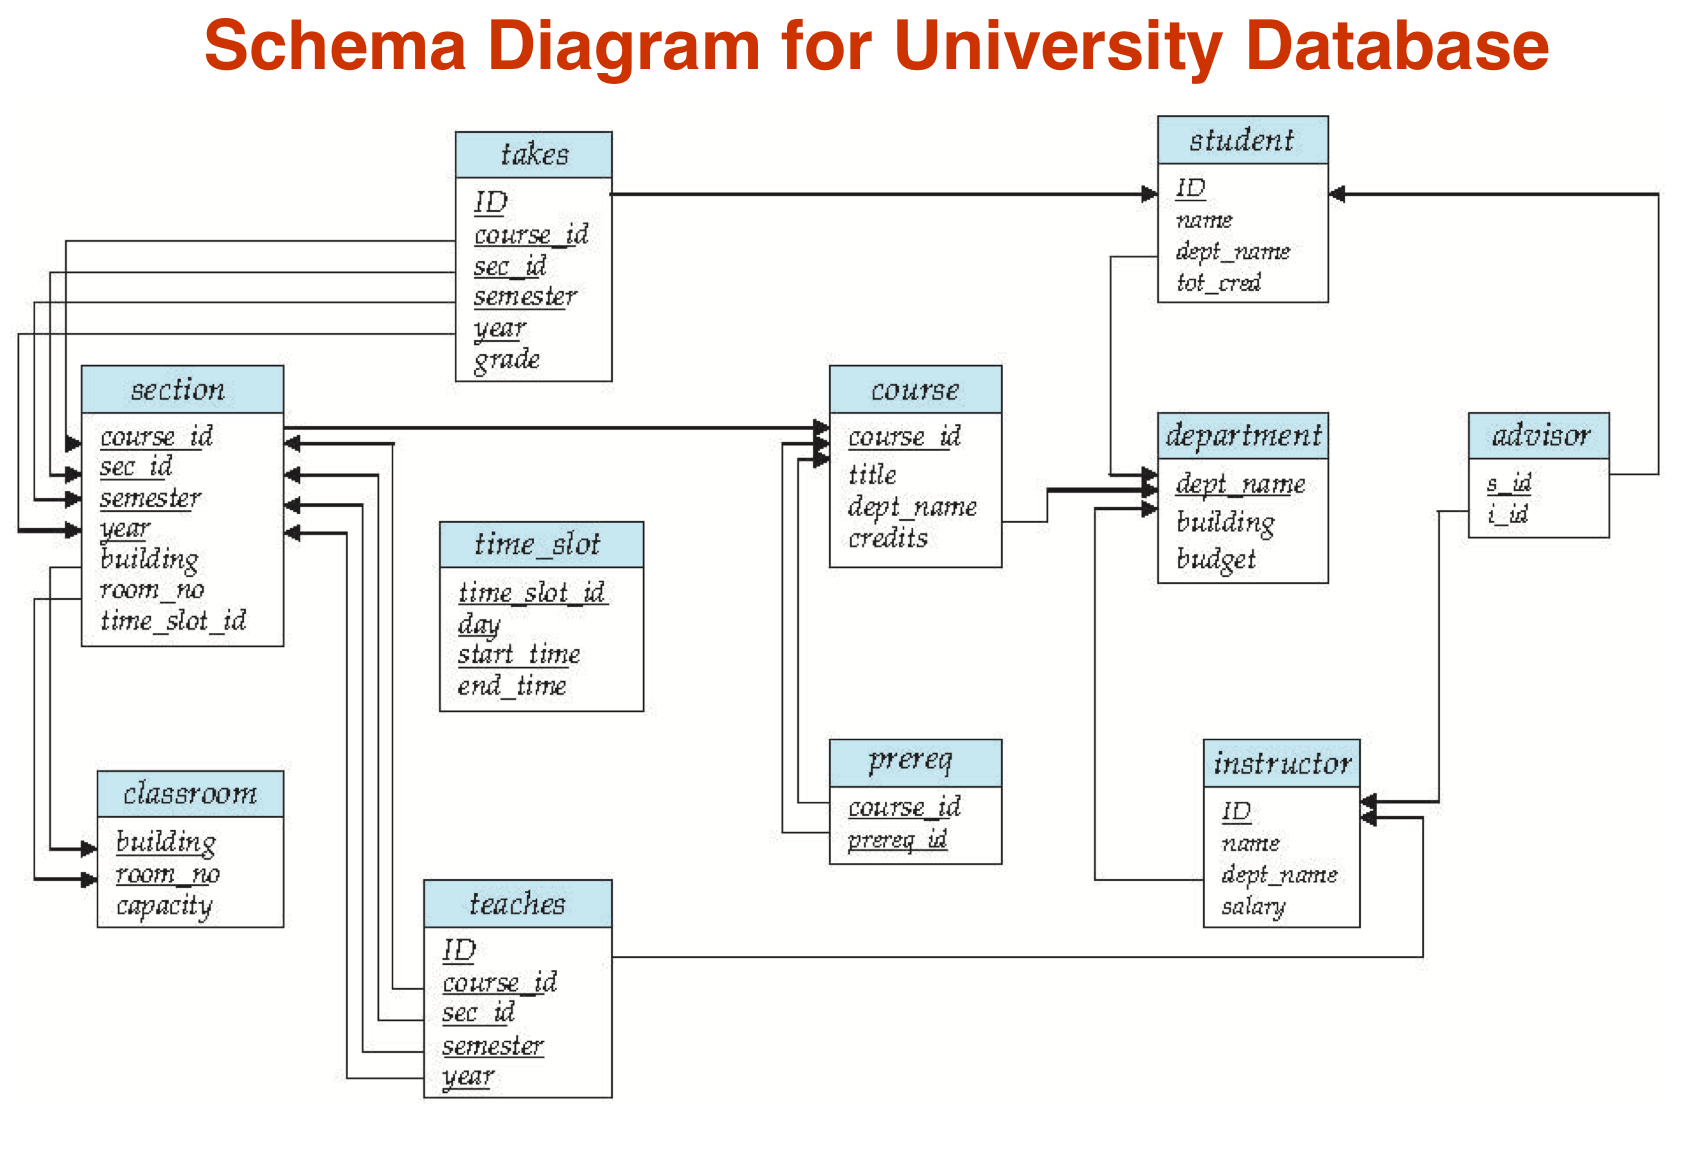 Schema Diagram for University Database
takes
ID
course_id
sec_id
semester
year
grade
student
ID
name
dept_name
tot_cred
section
course_id
sec_id
semester
year
building
room_no
time_slot_id
course
course_id
title
dept_name
credits
department
dept_name
building
budget
advisor
s_id
i_id
time_slot
time_slot_id
day
start_time
end_time
prereq
course_id
prereq_id
instructor
ID
name
dept_name
salary
classroom
building
room_no
capacity
teaches
ID
course_id
sec_id
semester
year